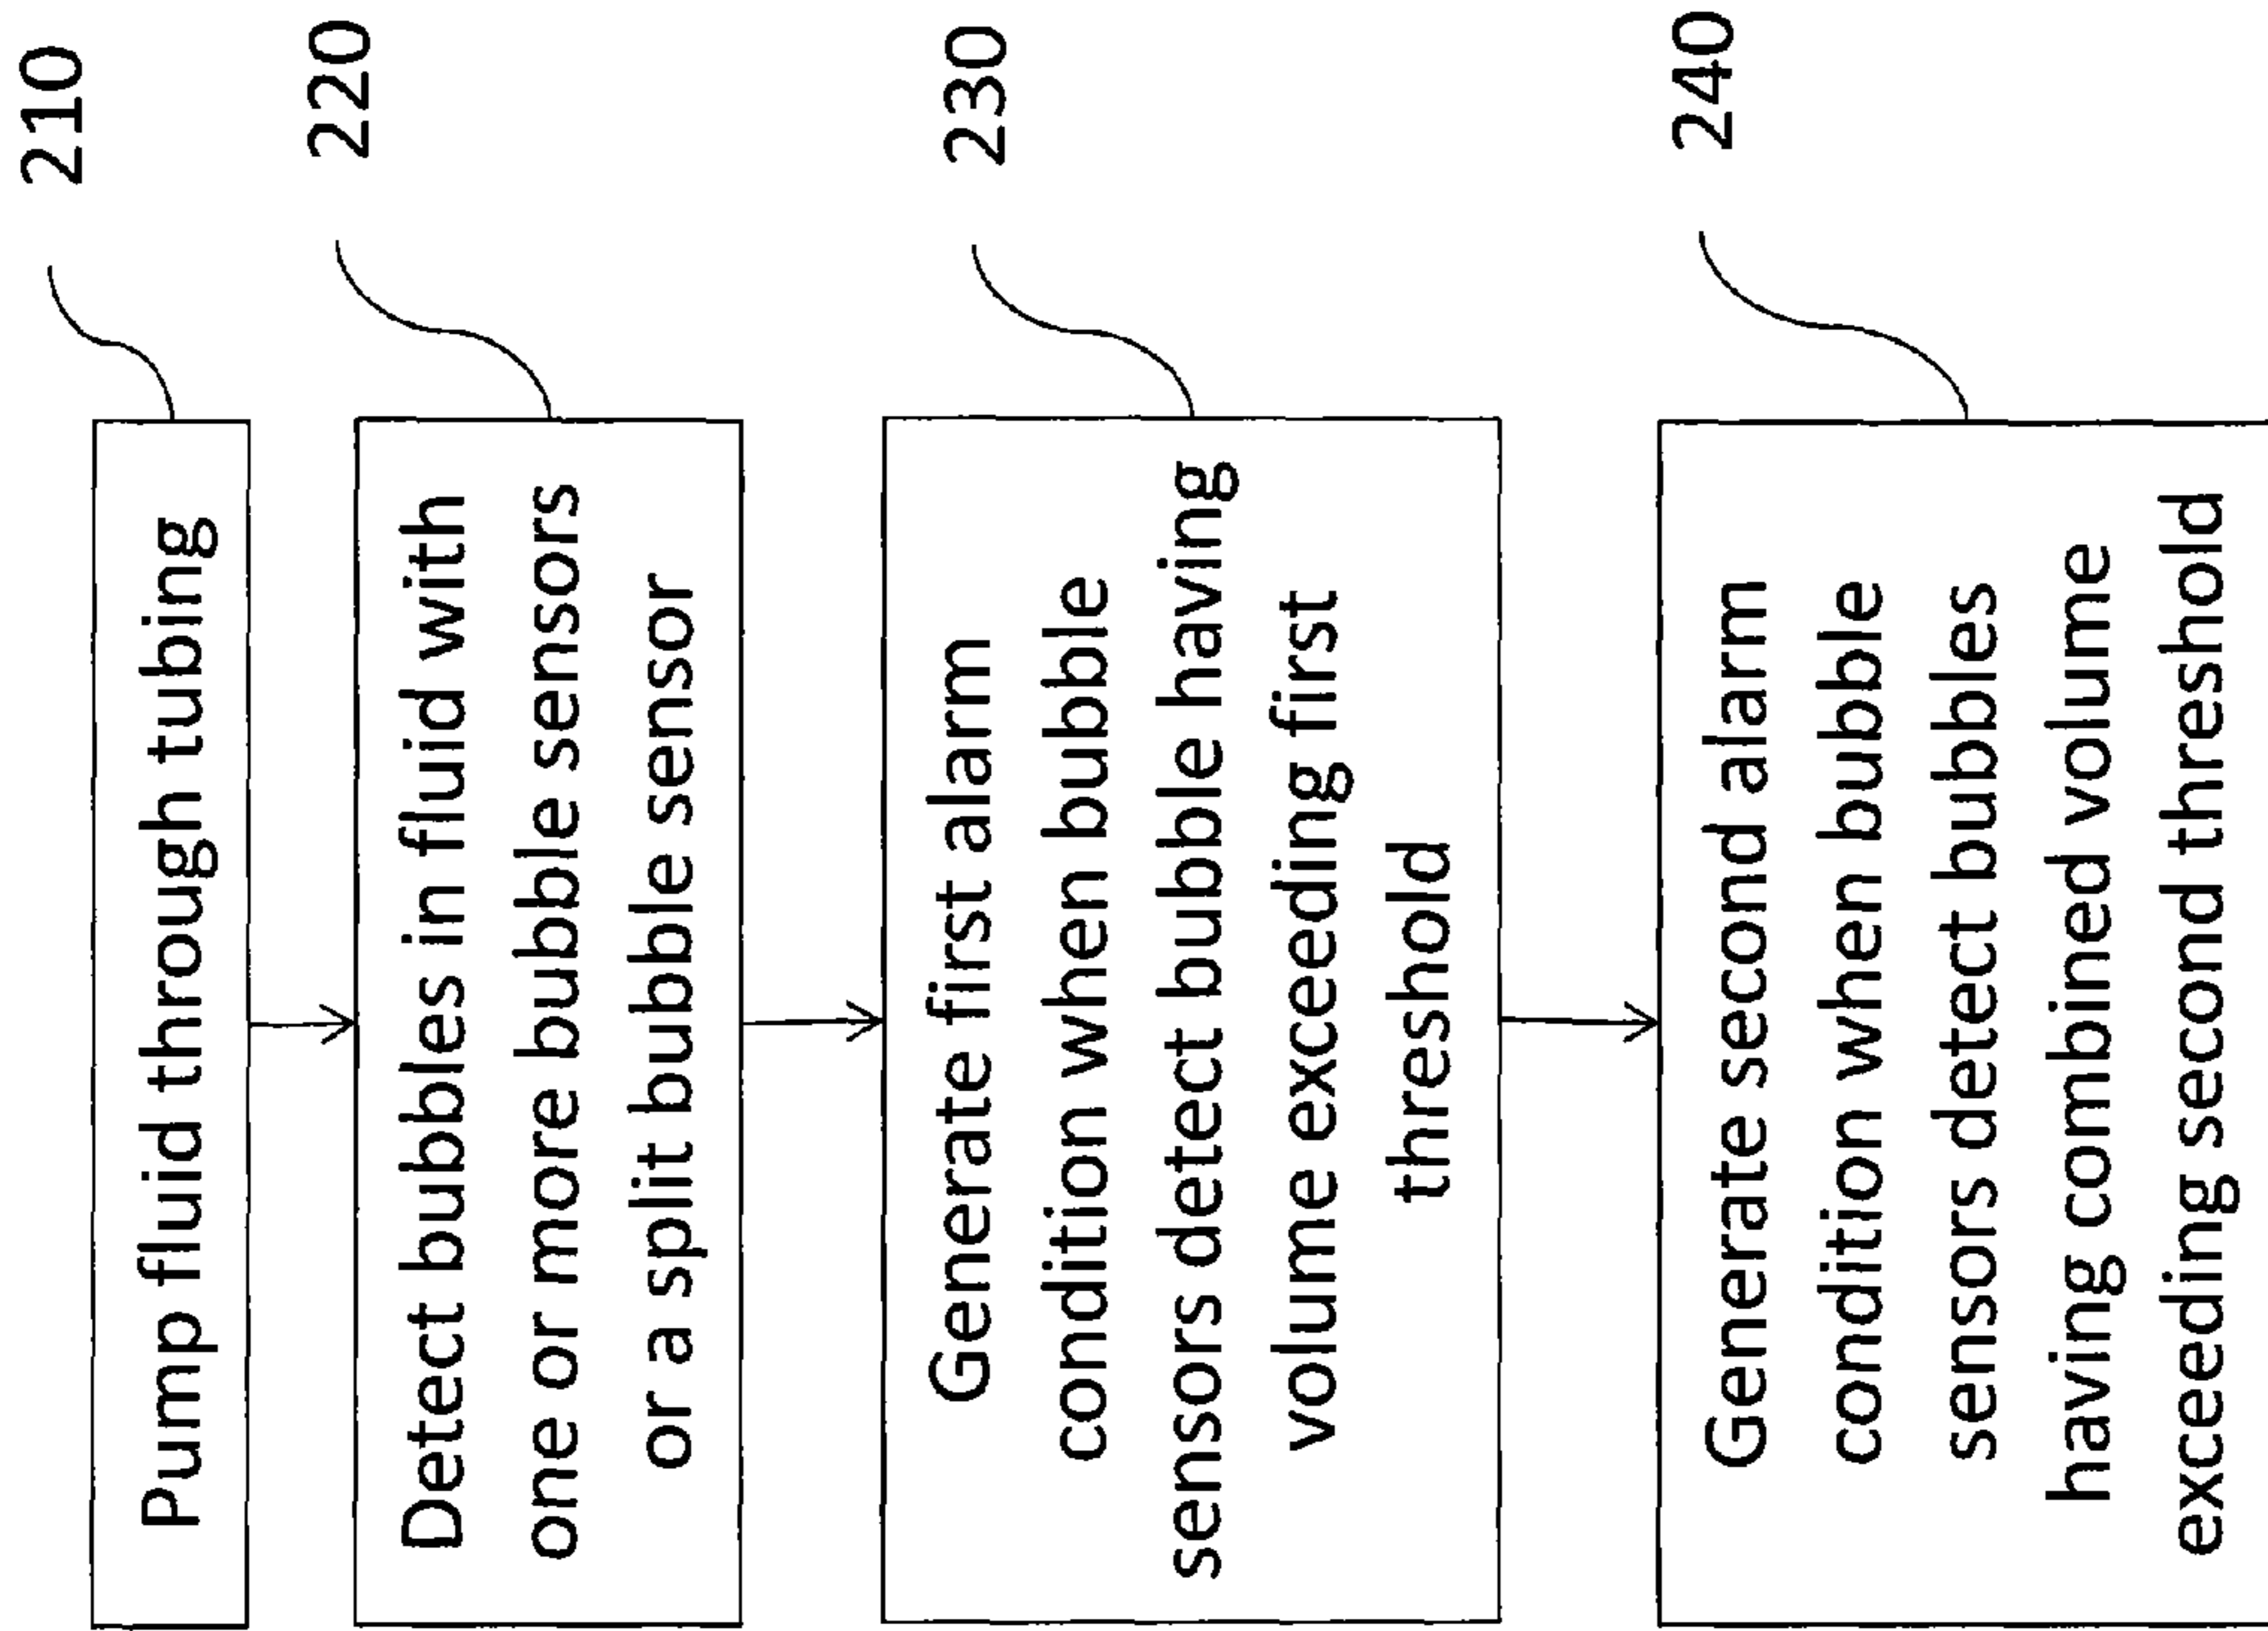 Pump fluid through tubing
210
Detect bubbles in fluid with
one or more bubble sensors
or a split bubble sensor
220
Generate first alarm
condition when bubble
sensors detect bubble having
volume exceeding first
threshold
230
Generate second alarm
condition when bubble
sensors detect bubbles
having combined volume
exceeding second threshold
240